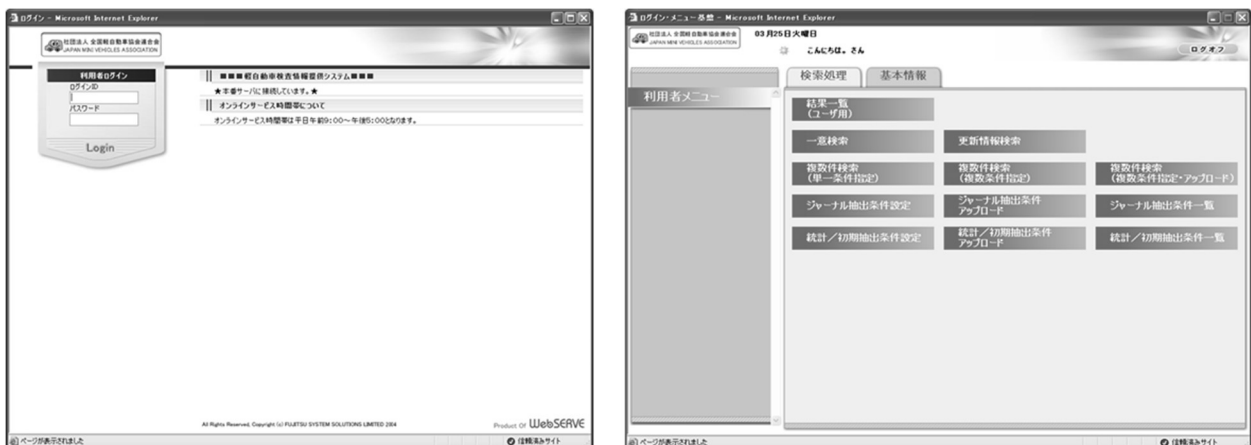 ログイン - Microsoft Internet Explorer
社団法人 全国軽自動車協会連合会
JAPAN MINI VEHICLES ASSOCIATION
利用者ログイン
ログインID
パスワード
Login
■■■軽自動車検査情報提供システム■■■
★本番サーバに接続しています。★
オンラインサービス時間帯について
オンラインサービス時間帯は平日午前9:00～午後5:00となります。
All Rights Reserved, Copyright (c) FUJITSU SYSTEM SOLUTIONS LIMITED 2004
Product Of WebSERVE
ページが表示されました
信頼済みサイト
ログイン・メニュー基盤 - Microsoft Internet Explorer
社団法人 全国軽自動車協会連合会
JAPAN MINI VEHICLES ASSOCIATION
03月25日火曜日
こんにちは。さん
ログオフ
検索処理
基本情報
利用者メニュー
結果一覧
（ユーザ用）
一意検索
更新情報検索
複数件検索
（単一条件指定）
複数件検索
（複数条件指定）
複数件検索
（複数条件指定・アップロード）
ジャーナル抽出条件設定
ジャーナル抽出条件
アップロード
ジャーナル抽出条件一覧
統計／初期抽出条件設定
統計／初期抽出条件
アップロード
統計／初期抽出条件一覧
ページが表示されました
信頼済みサイト